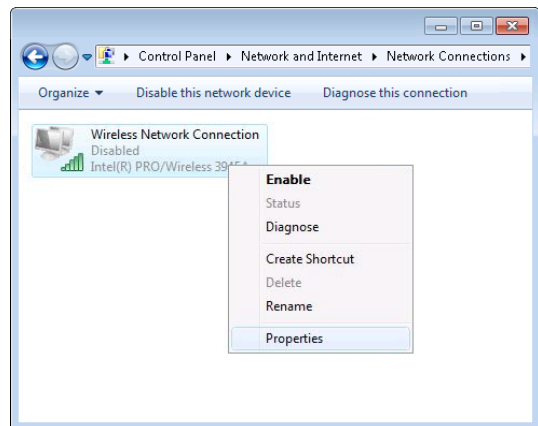 Control Panel ▸ Network and Internet ▸ Network Connections ▸
Organize ▾ Disable this network device Diagnose this connection
Wireless Network Connection
Disabled
Intel(R) PRO/Wireless
Enable
Status
Diagnose
Create Shortcut
Delete
Rename
Properties